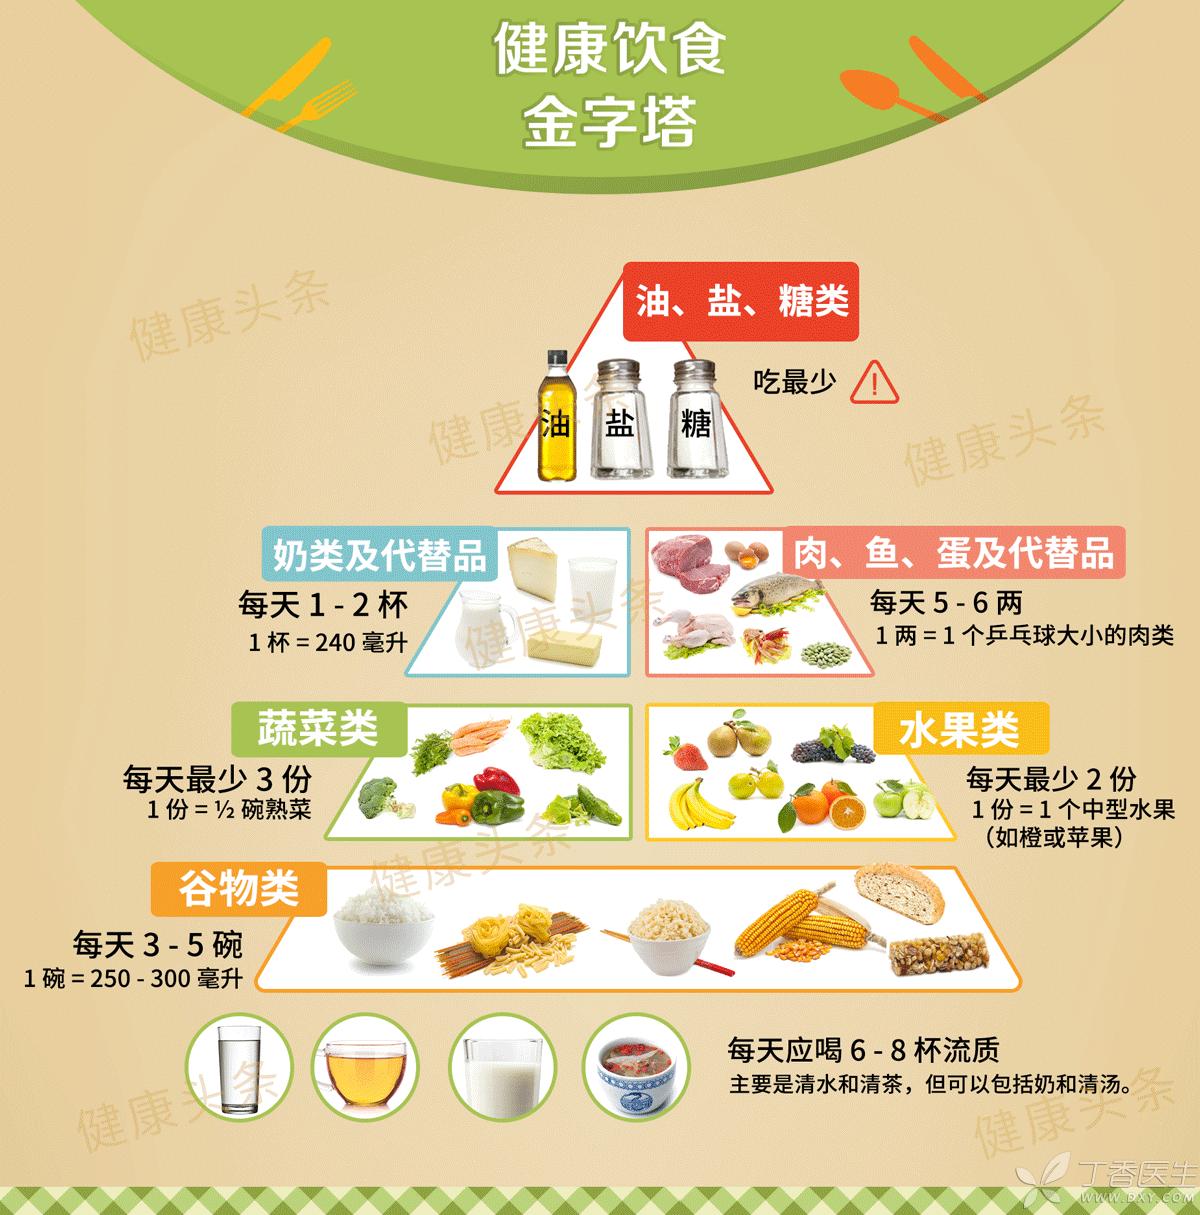 健康饮食
金字塔
油、盐、糖类
吃最少
油
盐
糖
奶类及代替品
每天 1 - 2 杯
1 杯 = 240 毫升
肉、鱼、蛋及代替品
每天 5 - 6 两
1 两 = 1 个乒乓球大小的肉类
蔬菜类
每天最少 3 份
1 份 = ½ 碗熟菜
水果类
每天最少 2 份
1 份 = 1 个中型水果
（如橙或苹果）
谷物类
每天 3 - 5 碗
1 碗 = 250 - 300 毫升
每天应喝 6 - 8 杯流质
主要是清水和清茶，但可以包括奶和清汤。
健康头条
健康头条
健康头条
健康头条
健康头条
健康头条
健康头条
丁香医生
WWW.DXY.COM